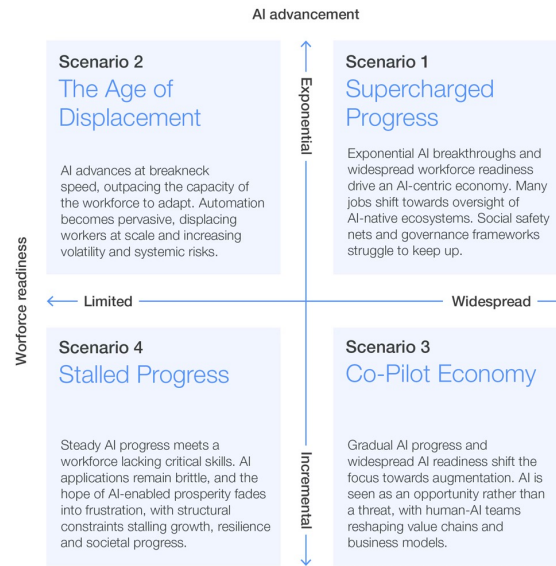 AI advancement
Scenario 2
The Age of
Displacement
AI advances at breakneck
speed, outpacing the capacity of
the workforce to adapt. Automation
becomes pervasive, displacing
workers at scale and increasing
volatility and systemic risks.
Exponential
Scenario 1
Supercharged
Progress
Exponential AI breakthroughs and
widespread workforce readiness
drive an AI-centric economy. Many
jobs shift towards oversight of
AI-native ecosystems. Social safety
nets and governance frameworks
struggle to keep up.
Worforce readiness
Limited
Widespread
Scenario 4
Stalled Progress
Steady AI progress meets a
workforce lacking critical skills. AI
applications remain brittle, and the
hope of AI-enabled prosperity fades
into frustration, with structural
constraints stalling growth, resilience
and societal progress.
Incremental
Scenario 3
Co-Pilot Economy
Gradual AI progress and
widespread AI readiness shift the
focus towards augmentation. AI is
seen as an opportunity rather than
a threat, with human-AI teams
reshaping value chains and
business models.